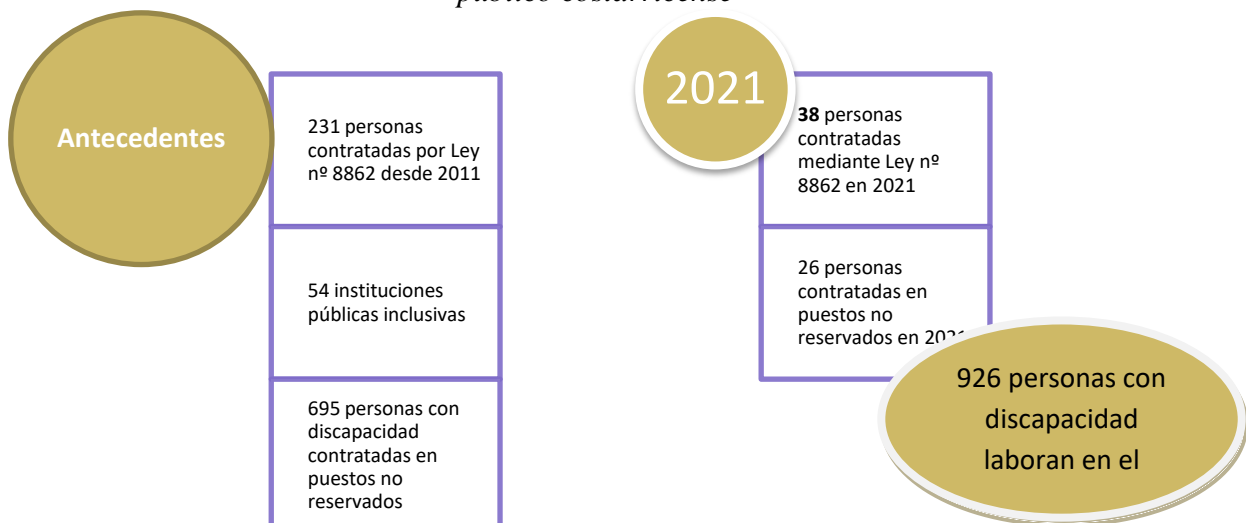 público costarricense
Antecedentes
231 personas
contratadas por Ley
nº 8862 desde 2011
54 instituciones
públicas inclusivas
695 personas con
discapacidad
contratadas en
puestos no
reservados
2021
38 personas
contratadas
mediante Ley nº
8862 en 2021
26 personas
contratadas en
puestos no
reservados en 2021
926 personas con
discapacidad
laboran en el